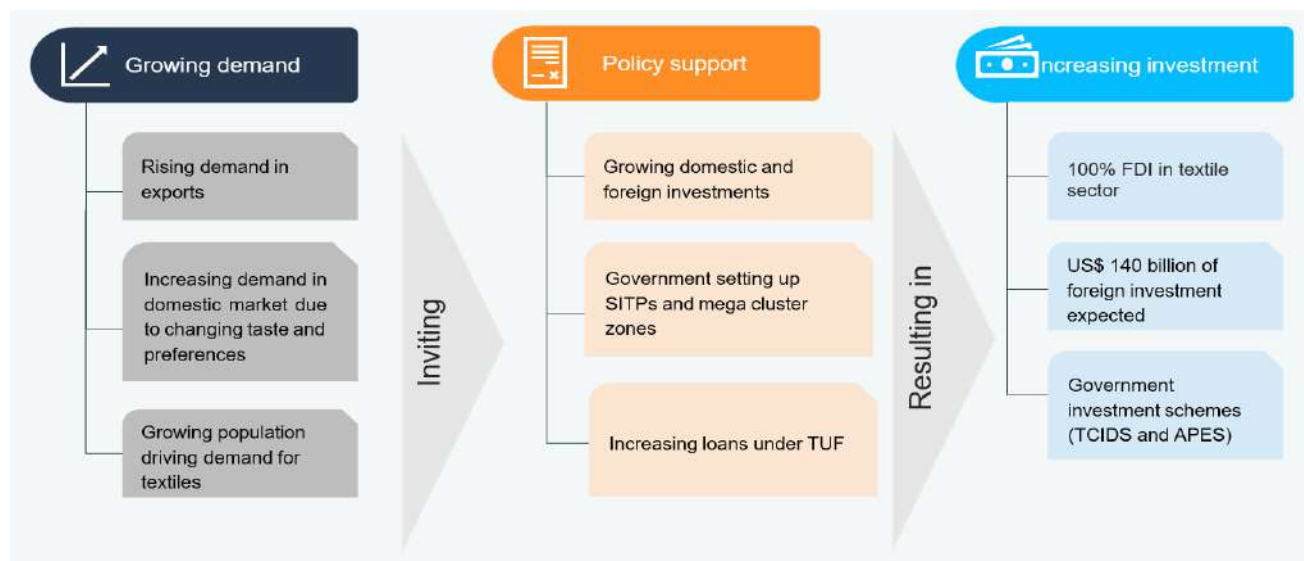 Growing demand
Rising demand in
exports
Increasing demand in
domestic market due
to changing taste and
preferences
Growing population
driving demand for
textiles
Inviting
Policy support
Growing domestic and
foreign investments
Government setting up
SITPs and mega cluster
zones
Increasing loans under TUF
Resulting in
ncreasing investment
100% FDI in textile
sector
US$ 140 billion of
foreign investment
expected
Government
investment schemes
(TCIDS and APES)